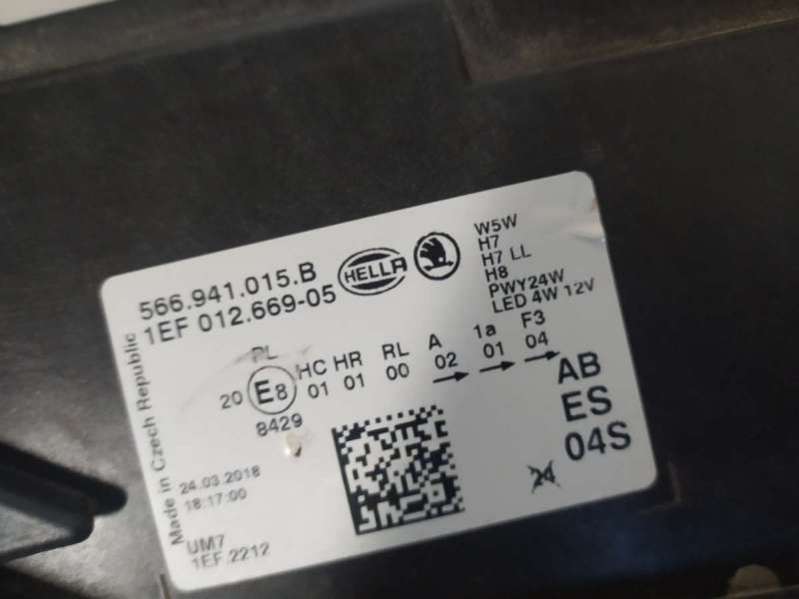 566.941.015.B
1EF 012.669-05
HELLA
W5W
H7
H7 LL
H8
PWY24W
LED 4W 12V
PL
20 E8 HC HR RL A 1a F3
01 01 00 02 01 04
8429
AB
ES
04S
24
Made in Czech Republic
24.03.2018
18:17:00
UM7
1EF.2212